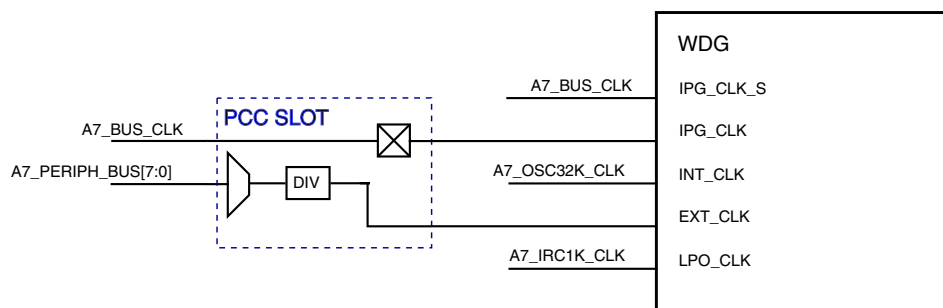 WDG
A7_BUS_CLK
IPG_CLK_S
PCC SLOT
A7_BUS_CLK
IPG_CLK
A7_PERIPH_BUS[7:0]
DIV
A7_OSC32K_CLK
INT_CLK
EXT_CLK
A7_IRC1K_CLK
LPO_CLK